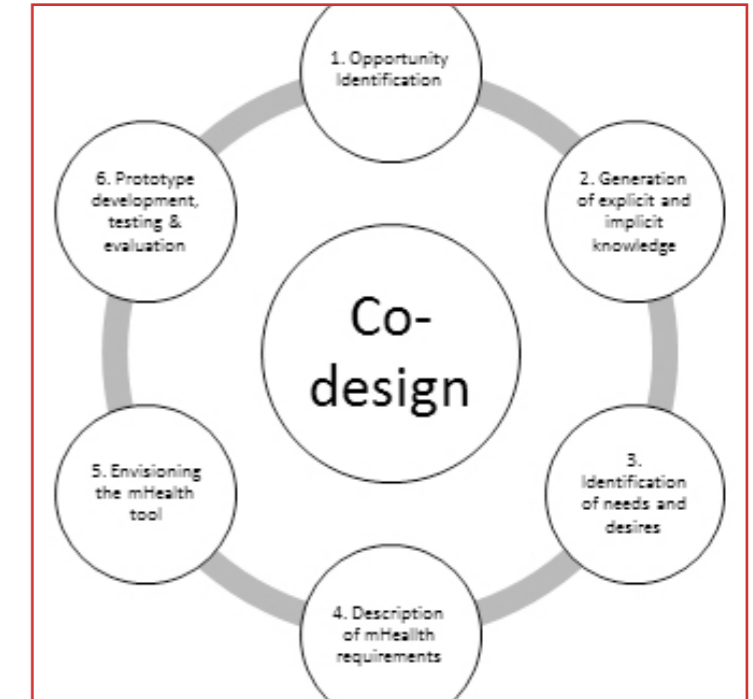 1. Opportunity
Identification
2. Generation
of explicit and
implicit
knowledge
3.
Identification
of needs and
desires
4. Description
of mHeallth
requirements
5. Envisioning
the mHealth
tool
6. Prototype
development,
testing &
evaluation
Co-
design